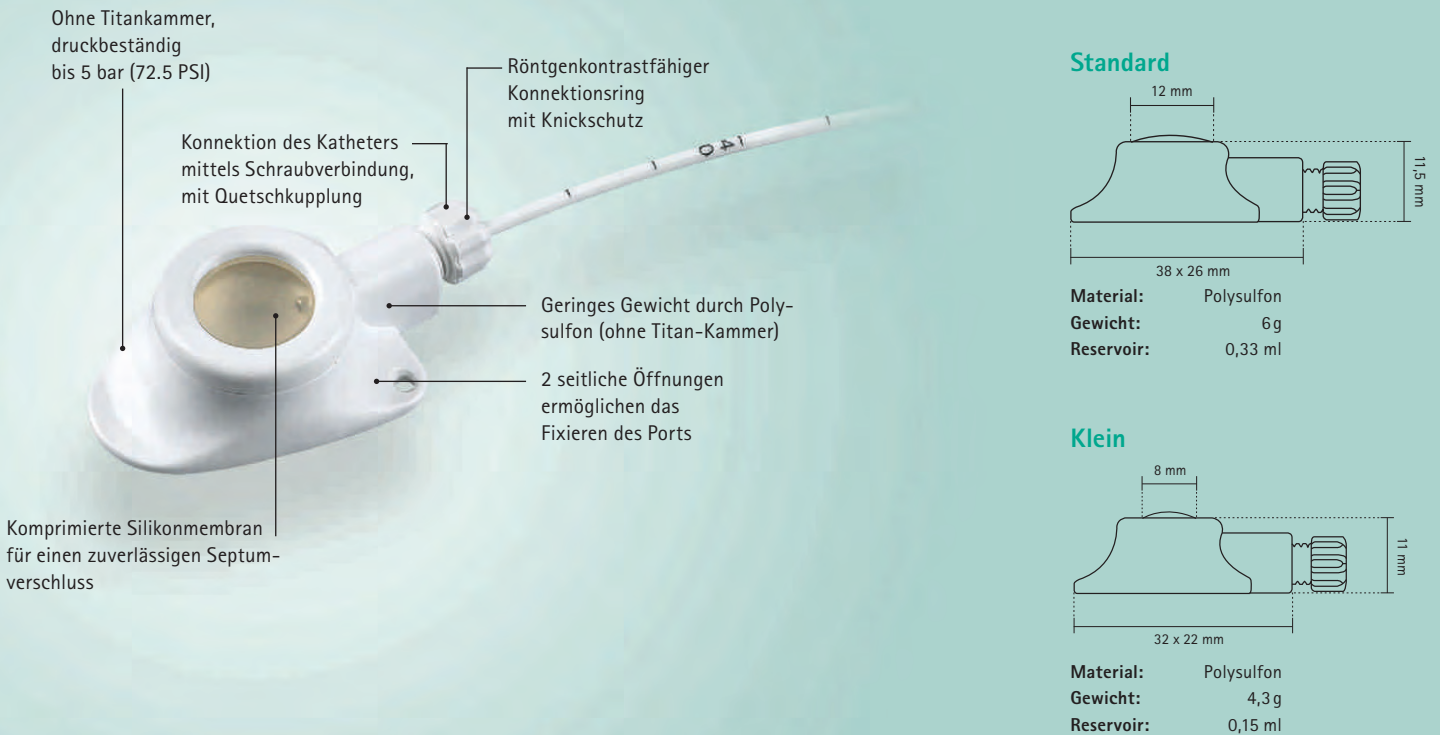 Ohne Titankammer,
druckbeständig
bis 5 bar (72.5 PSI)
Konnektion des Katheters
mittels Schraubverbindung,
mit Quetschkupplung
Röntgenkontrastfähiger
Konnektionsring
mit Knickschutz
140
Geringes Gewicht durch Poly-
sulfon (ohne Titan-Kammer)
2 seitliche Öffnungen
ermöglichen das
Fixieren des Ports
Komprimierte Silikonmembran
für einen zuverlässigen Septum-
verschluss
Standard
12 mm
11,5 mm
38 x 26 mm
Material: Polysulfon
Gewicht: 6 g
Reservoir: 0,33 ml
Klein
8 mm
11 mm
32 x 22 mm
Material: Polysulfon
Gewicht: 4,3 g
Reservoir: 0,15 ml